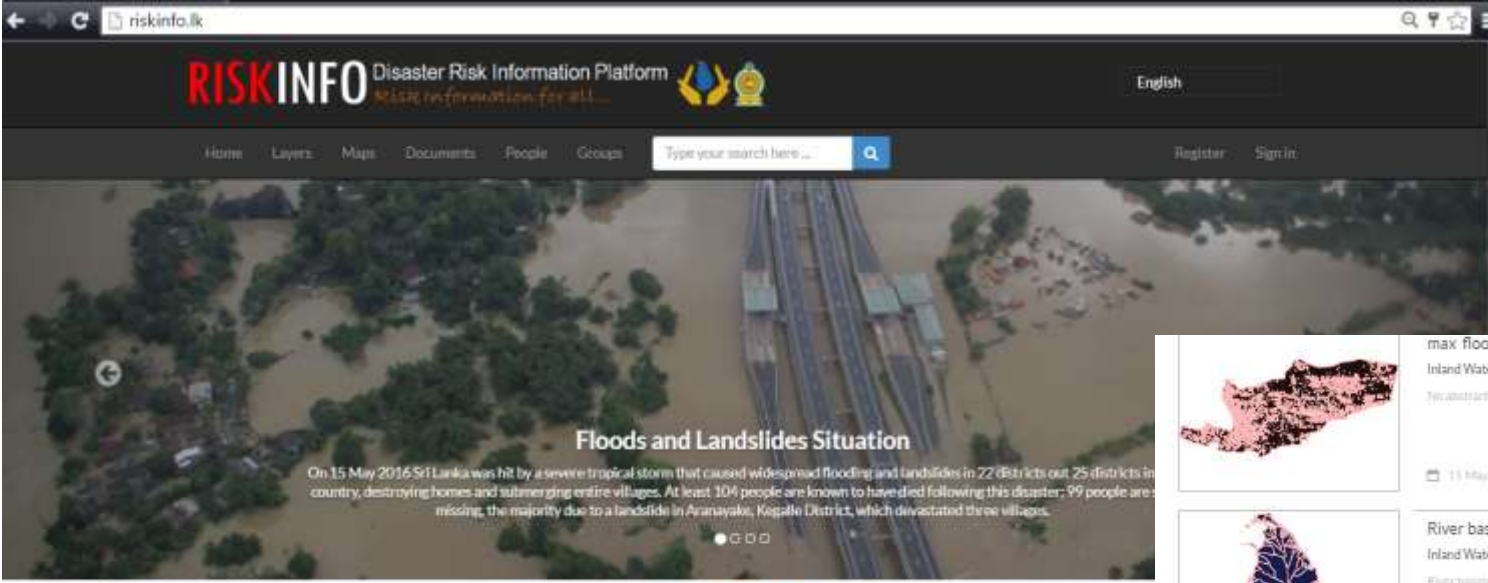 riskinfo.lk
RISKINFO Disaster Risk Information Platform
Risk information for all...
English
Home Layers Maps Documents People Groups Type your search here ... Register Sign in
Floods and Landslides Situation
On 15 May 2016 Sri Lanka was hit by a severe tropical storm that caused widespread flooding and landslides in 22 districts out 25 districts in
country, destroying homes and submerging entire villages. At least 104 people are known to have died following this disaster; 99 people are
missing, the majority due to a landslide in Aranayake, Kegalle District, which devastated three villages.
max floo
Inland Wat
No abstract
15 May
River bas
Inland Wat